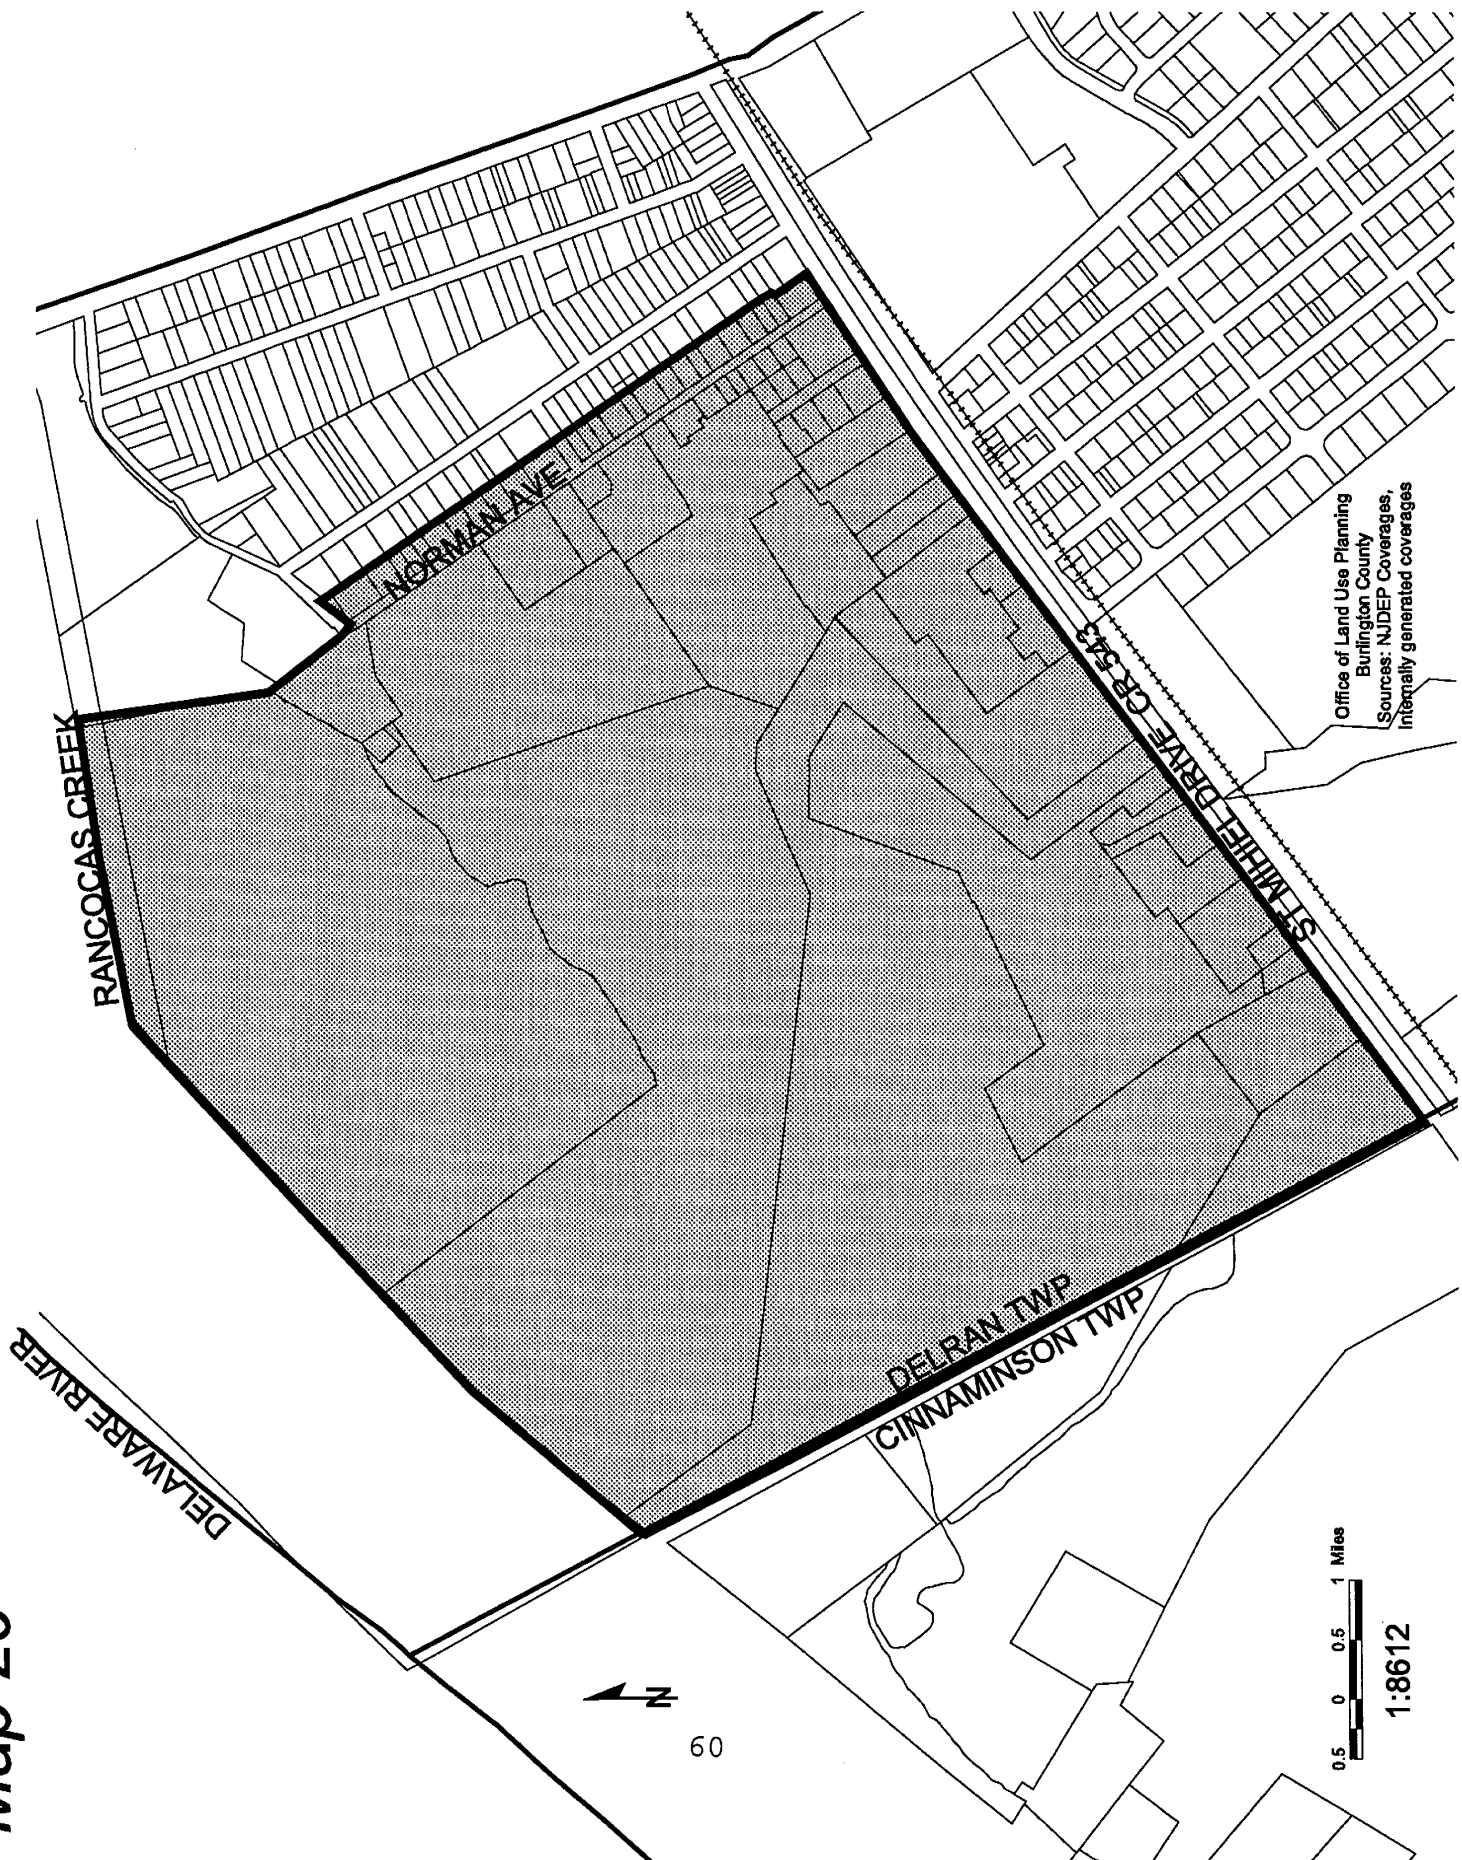 RANCOCAS CREEK
NORMAN AVE
DELAWARE RIVER
DELRAN TWP
CINNAMINSON TWP
ST MIHIEL DRIVE CR 543
Office of Land Use Planning
Burlington County
Sources: NJDEP Coverages,
Internally generated coverages
N
60
0.5 0 0.5 1 Miles
1:8612